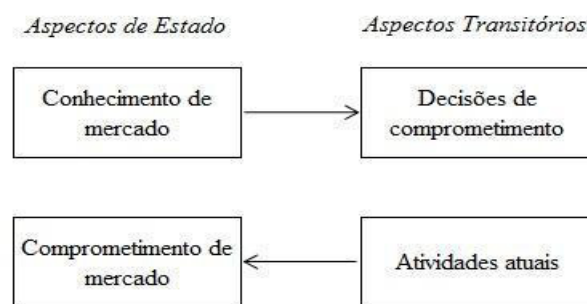 Aspectos de Estado
Aspectos Transitórios
Conhecimento de
mercado
Decisões de
comprometimento
Comprometimento de
mercado
Atividades atuais